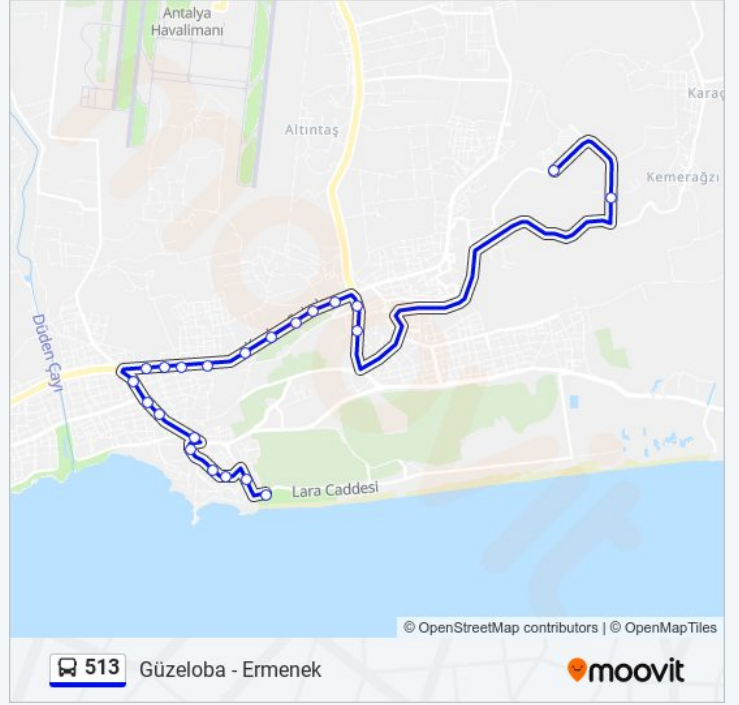 Antalya
Havalimanı
Karaç
Altıntaş
Kemerağzı
Düden Çayı
Lara Caddesi
© OpenStreetMap contributors | © OpenMapTiles
513 Güzeloba - Ermenek
moovit